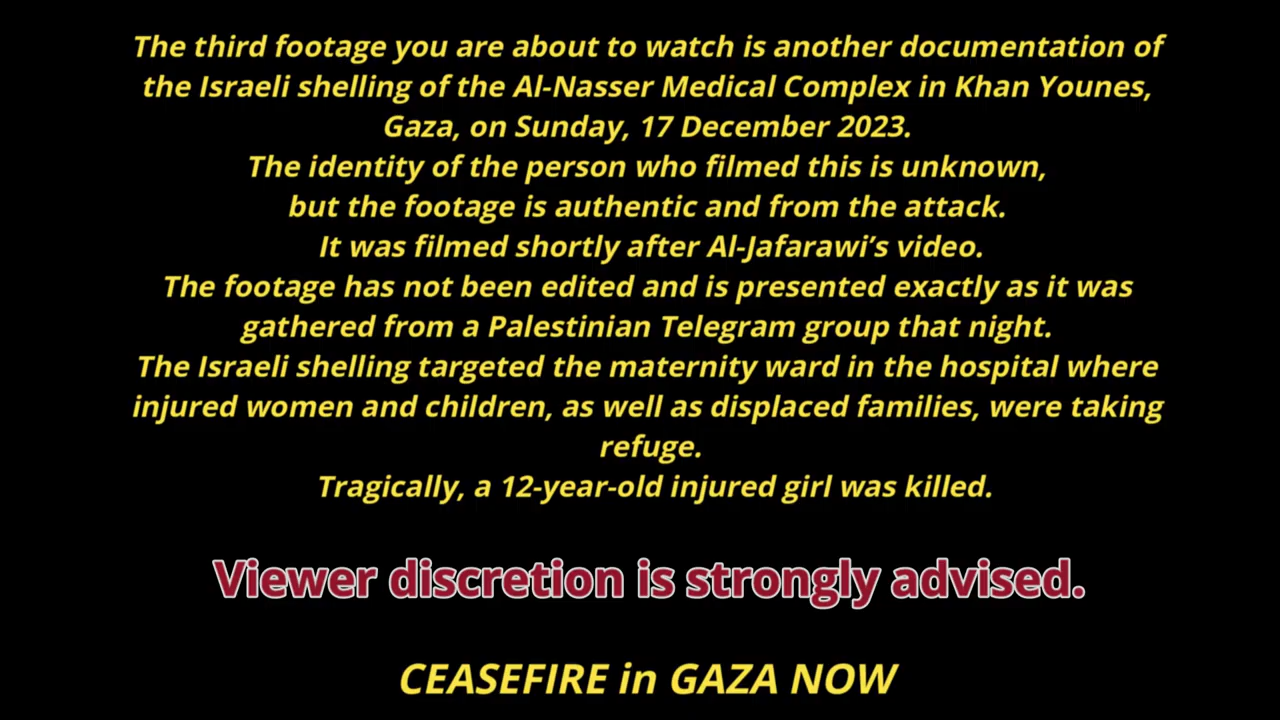 The third footage you are about to watch is another documentation of
the Israeli shelling of the Al-Nasser Medical Complex in Khan Younes,
Gaza, on Sunday, 17 December 2023.
The identity of the person who filmed this is unknown,
but the footage is authentic and from the attack.
It was filmed shortly after Al-Jafarawi’s video.
The footage has not been edited and is presented exactly as it was
gathered from a Palestinian Telegram group that night.
The Israeli shelling targeted the maternity ward in the hospital where
injured women and children, as well as displaced families, were taking
refuge.
Tragically, a 12-year-old injured girl was killed.
Viewer discretion is strongly advised.
CEASEFIRE in GAZA NOW